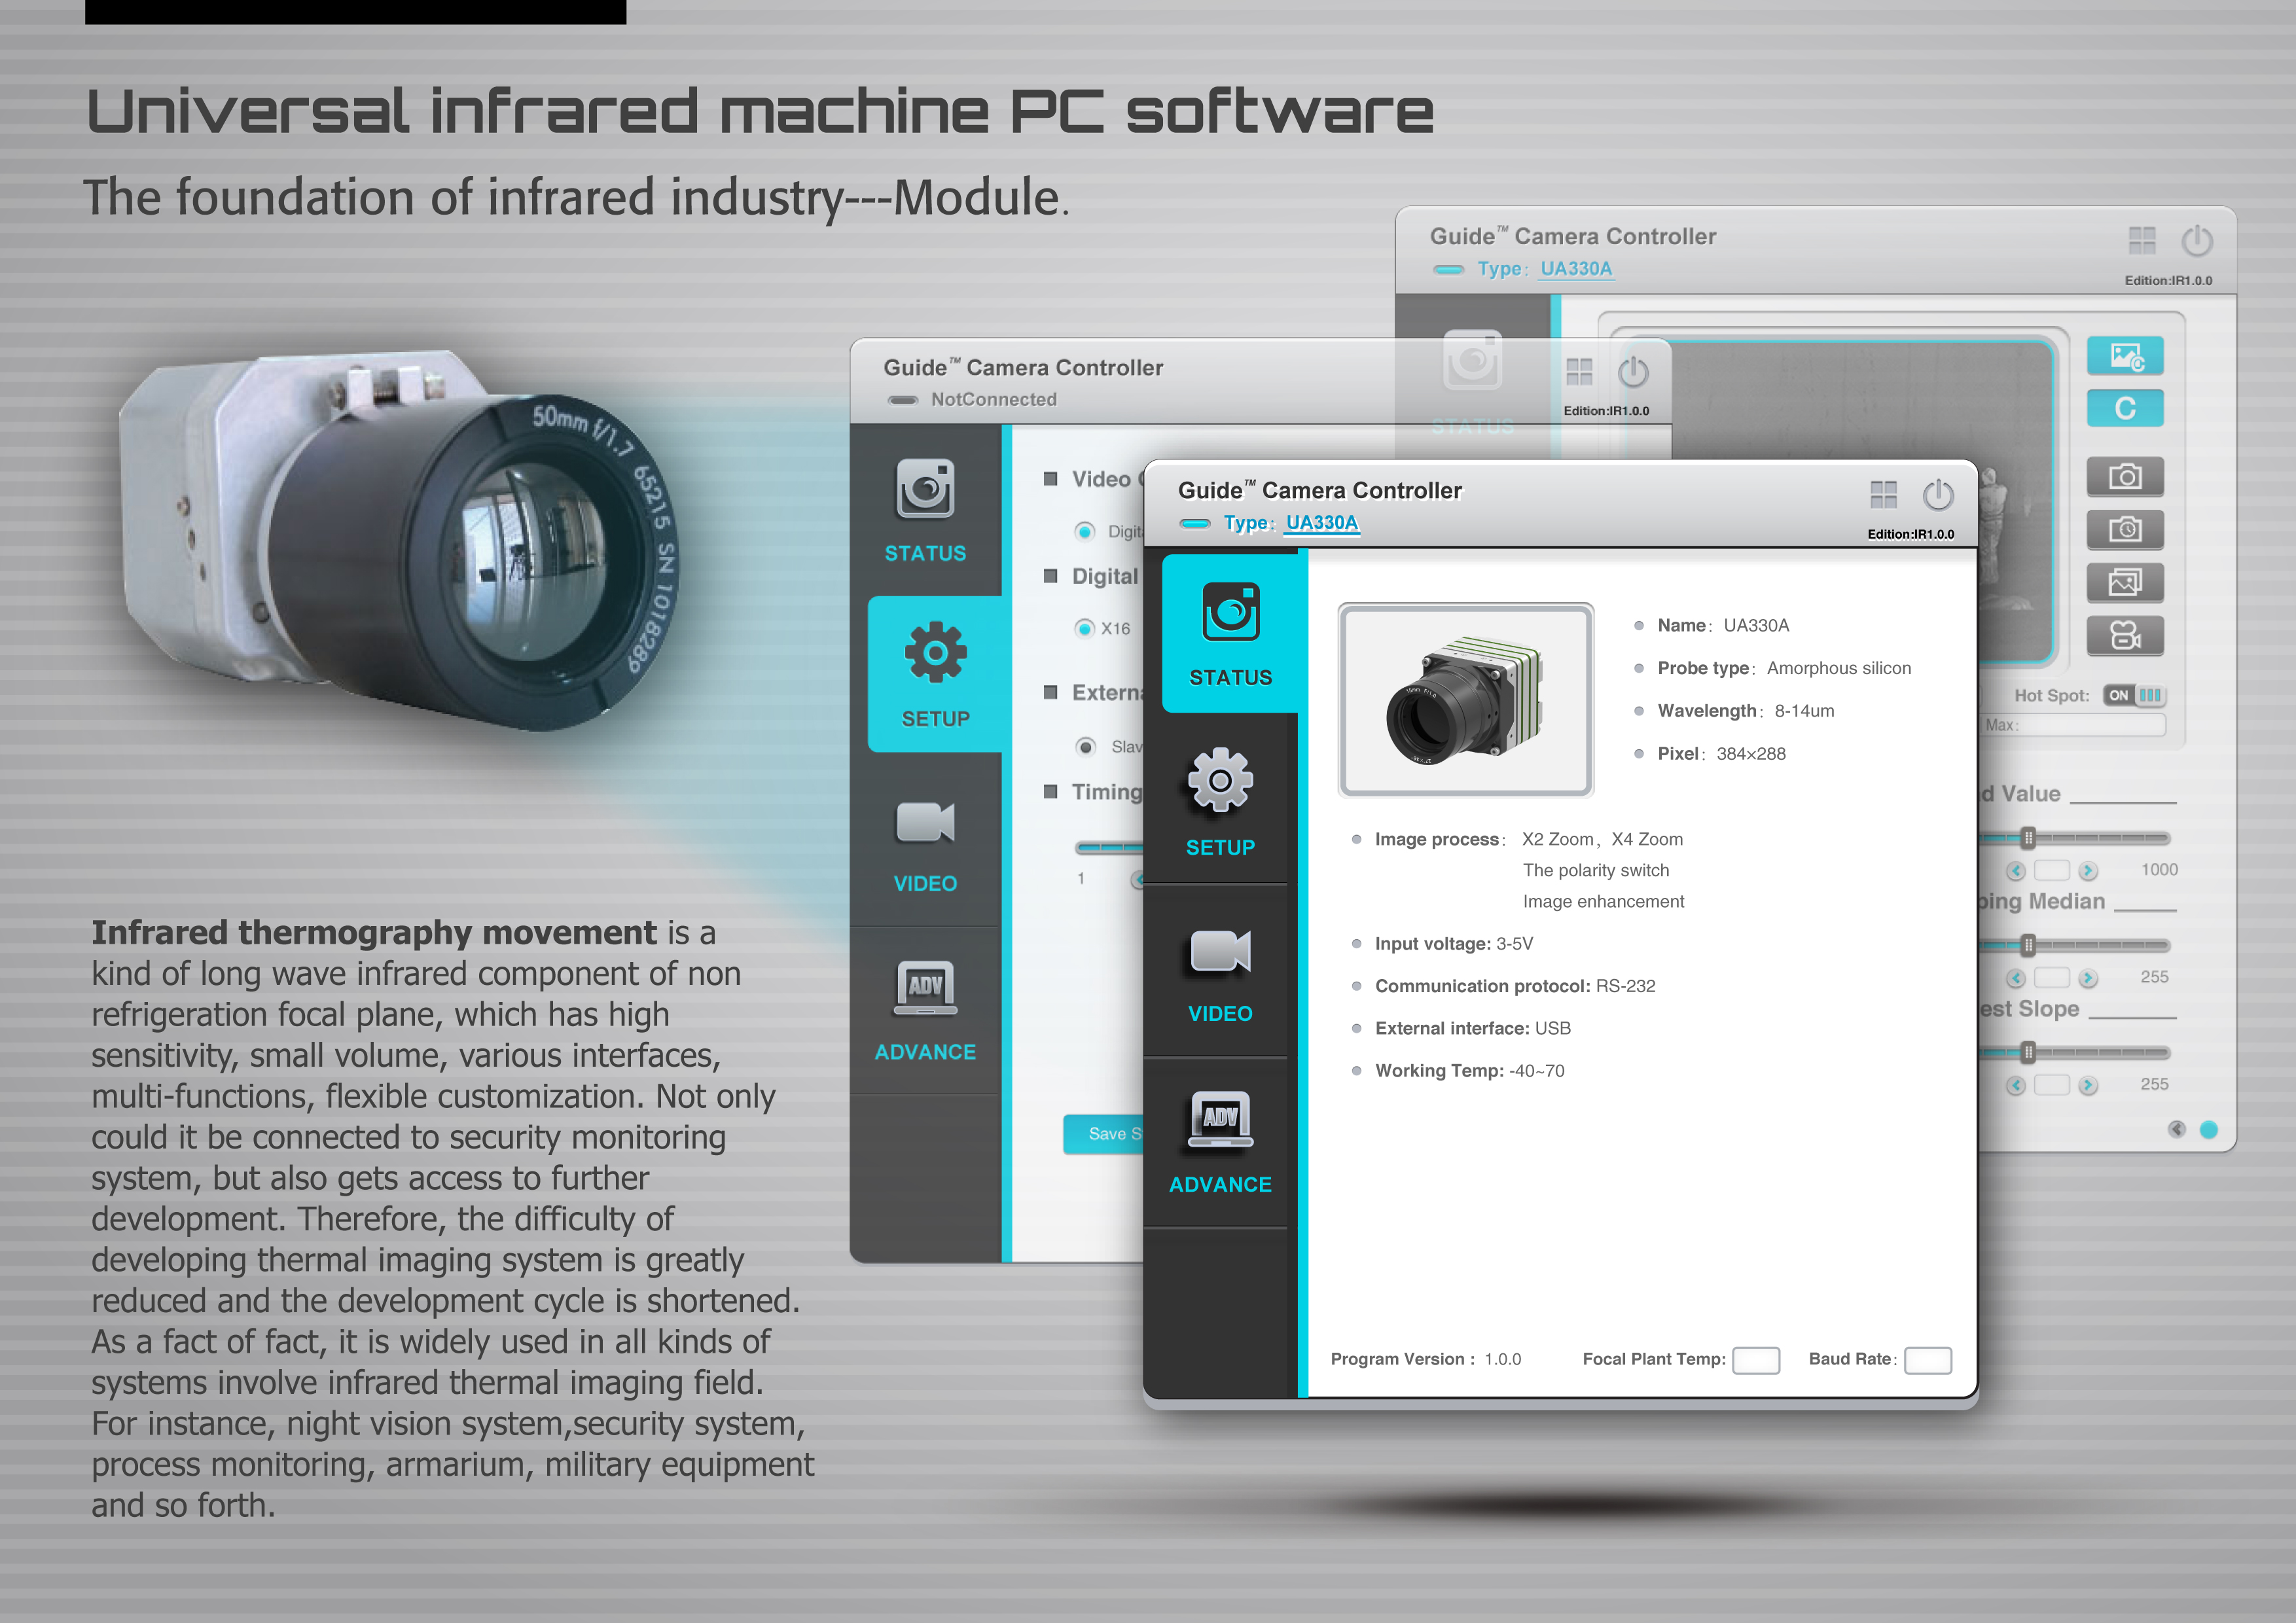 Universal infrared machine PC software
The foundation of infrared industry---Module.
50mm f/1.7 65215 SN 1018289
Infrared thermography movement is a
kind of long wave infrared component of non
refrigeration focal plane, which has high
sensitivity, small volume, various interfaces,
multi-functions, flexible customization. Not only
could it be connected to security monitoring
system, but also gets access to further
development. Therefore, the difficulty of
developing thermal imaging system is greatly
reduced and the development cycle is shortened.
As a fact of fact, it is widely used in all kinds of
systems involve infrared thermal imaging field.
For instance, night vision system,security system,
process monitoring, armarium, military equipment
and so forth.
Guide™ Camera Controller
NotConnected
Edition:IR1.0.0
STATUS
SETUP
VIDEO
ADV
ADVANCE
Video
Digit
Digital
X16
Externa
Slav
Timing
1
Save S
Guide™ Camera Controller
Type: UA330A
Edition:IR1.0.0
STATUS
SETUP
VIDEO
ADV
ADVANCE
Name: UA330A
Probe type: Amorphous silicon
Wavelength: 8-14um
Pixel: 384×288
Image process: X2 Zoom, X4 Zoom
The polarity switch
Image enhancement
Input voltage: 3-5V
Communication protocol: RS-232
External interface: USB
Working Temp: -40~70
Program Version : 1.0.0 Focal Plant Temp: Baud Rate:
Guide™ Camera Controller
Type: UA330A
Edition:IR1.0.0
STATUS
C
Hot Spot: ON
Max:
d Value
1000
ping Median
255
est Slope
255